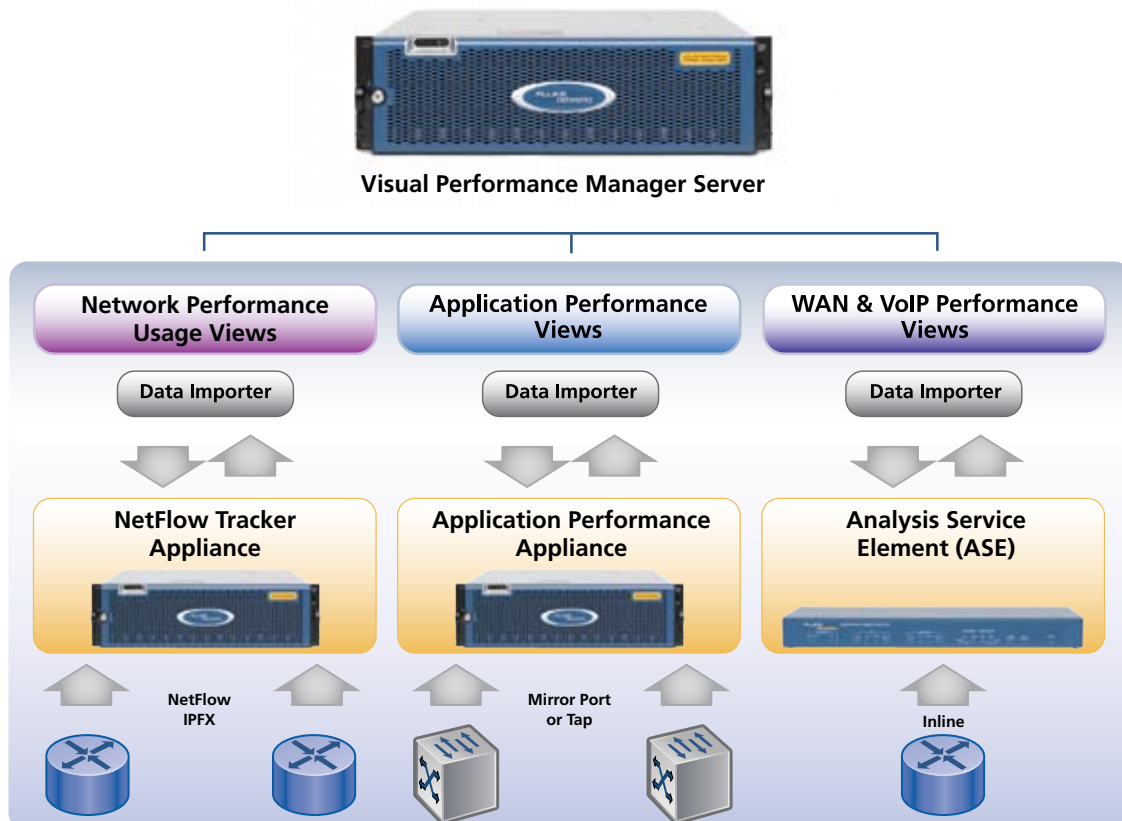 FLUKE
networks
Visual Performance Manager Server
Network Performance
Usage Views
Application Performance
Views
WAN & VoIP Performance
Views
Data Importer
Data Importer
Data Importer
NetFlow Tracker
Appliance
Application Performance
Appliance
Analysis Service
Element (ASE)
NetFlow
IPFX
Mirror Port
or Tap
Inline